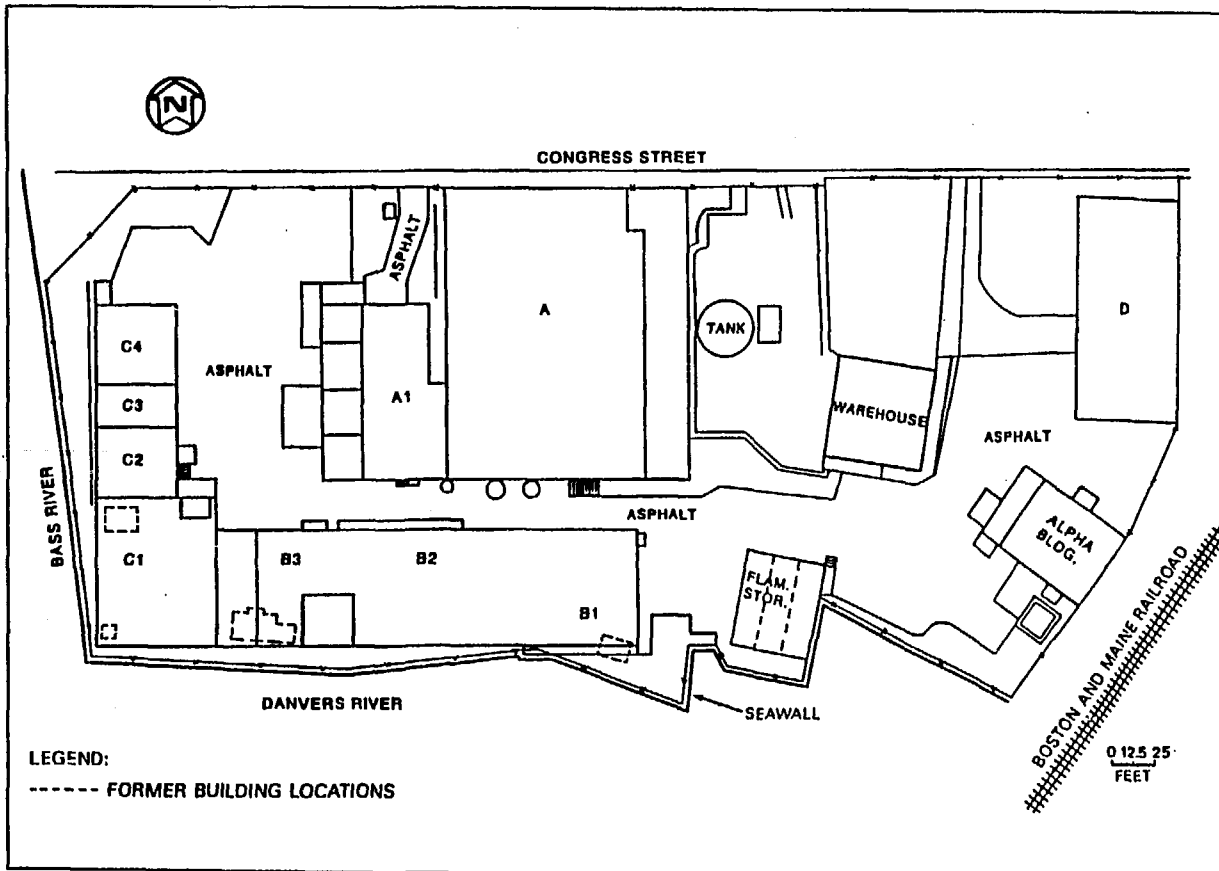 N
CONGRESS STREET
ASPHALT
A
TANK
D
C4
ASPHALT
C3
A1
WAREHOUSE
ASPHALT
C2
ASPHALT
BASS RIVER
C1
B3
B2
ALPHA
BLDG.
FLAM.
STOR.
B1
BOSTON AND MAINE RAILROAD
DANVERS RIVER
SEAWALL
LEGEND:
------ FORMER BUILDING LOCATIONS
0 12.5 25
FEET